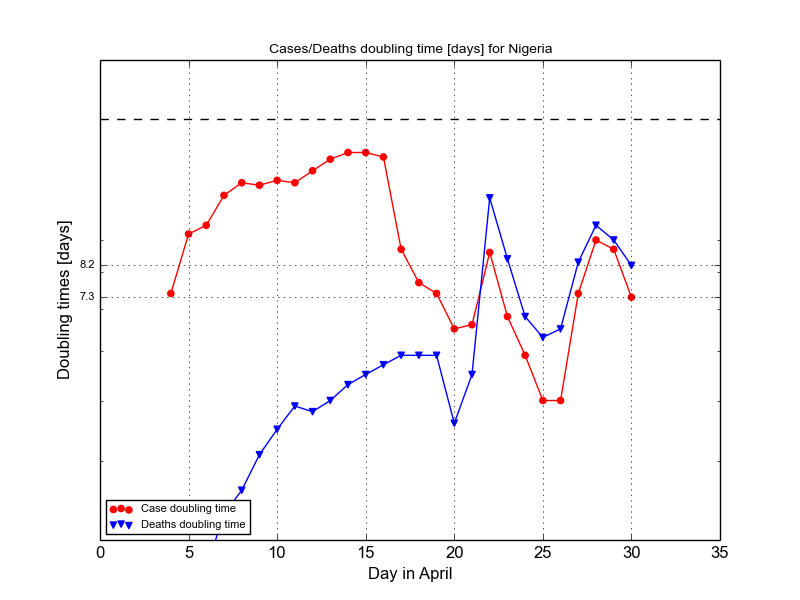 Cases/Deaths doubling time [days] for Nigeria
Doubling times [days]
8.2
7.3
Case doubling time
Deaths doubling time
0 5 10 15 20 25 30 35
Day in April